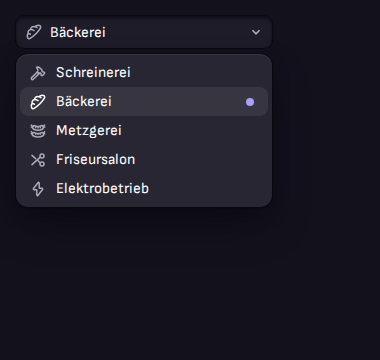 Bäckerei
Schreinerei
Bäckerei
Metzgerei
Friseursalon
Elektrobetrieb